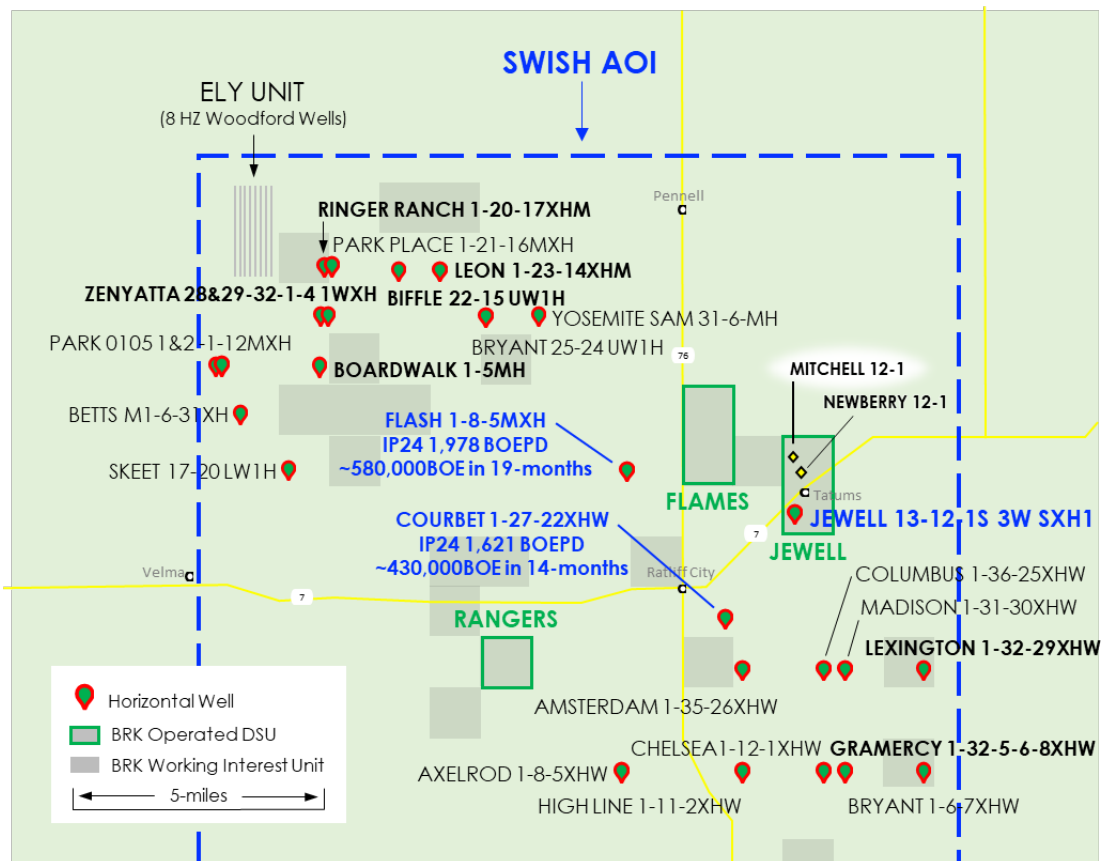 SWISH AOI
ELY UNIT
(8 HZ Woodford Wells)
Pennell
RINGER RANCH 1-20-17XHM
PARK PLACE 1-21-16MXH
LEON 1-23-14XHM
ZENYATTA 28&29-32-1-4 1WXH
BIFFLE 22-15 UW1H
YOSEMITE SAM 31-6-MH
PARK 0105 1&2-1-12MXH
BRYANT 25-24 UW1H
76
BOARDWALK 1-5MH
MITCHELL 12-1
NEWBERRY 12-1
BETTS M1-6-31XH
FLASH 1-8-5MXH
IP24 1,978 BOEPD
~580,000BOE in 19-months
SKEET 17-20 LW1H
FLAMES
Tatums
JEWELL 13-12-1S 3W SXH1
COURBET 1-27-22XHW
IP24 1,621 BOEPD
~430,000BOE in 14-months
7
JEWELL
Velma
Ratliff City
COLUMBUS 1-36-25XHW
7
MADISON 1-31-30XHW
RANGERS
LEXINGTON 1-32-29XHW
AMSTERDAM 1-35-26XHW
Horizontal Well
BRK Operated DSU
BRK Working Interest Unit
5-miles
CHELSEA1-12-1XHW
GRAMERCY 1-32-5-6-8XHW
AXELROD 1-8-5XHW
HIGH LINE 1-11-2XHW
BRYANT 1-6-7XHW